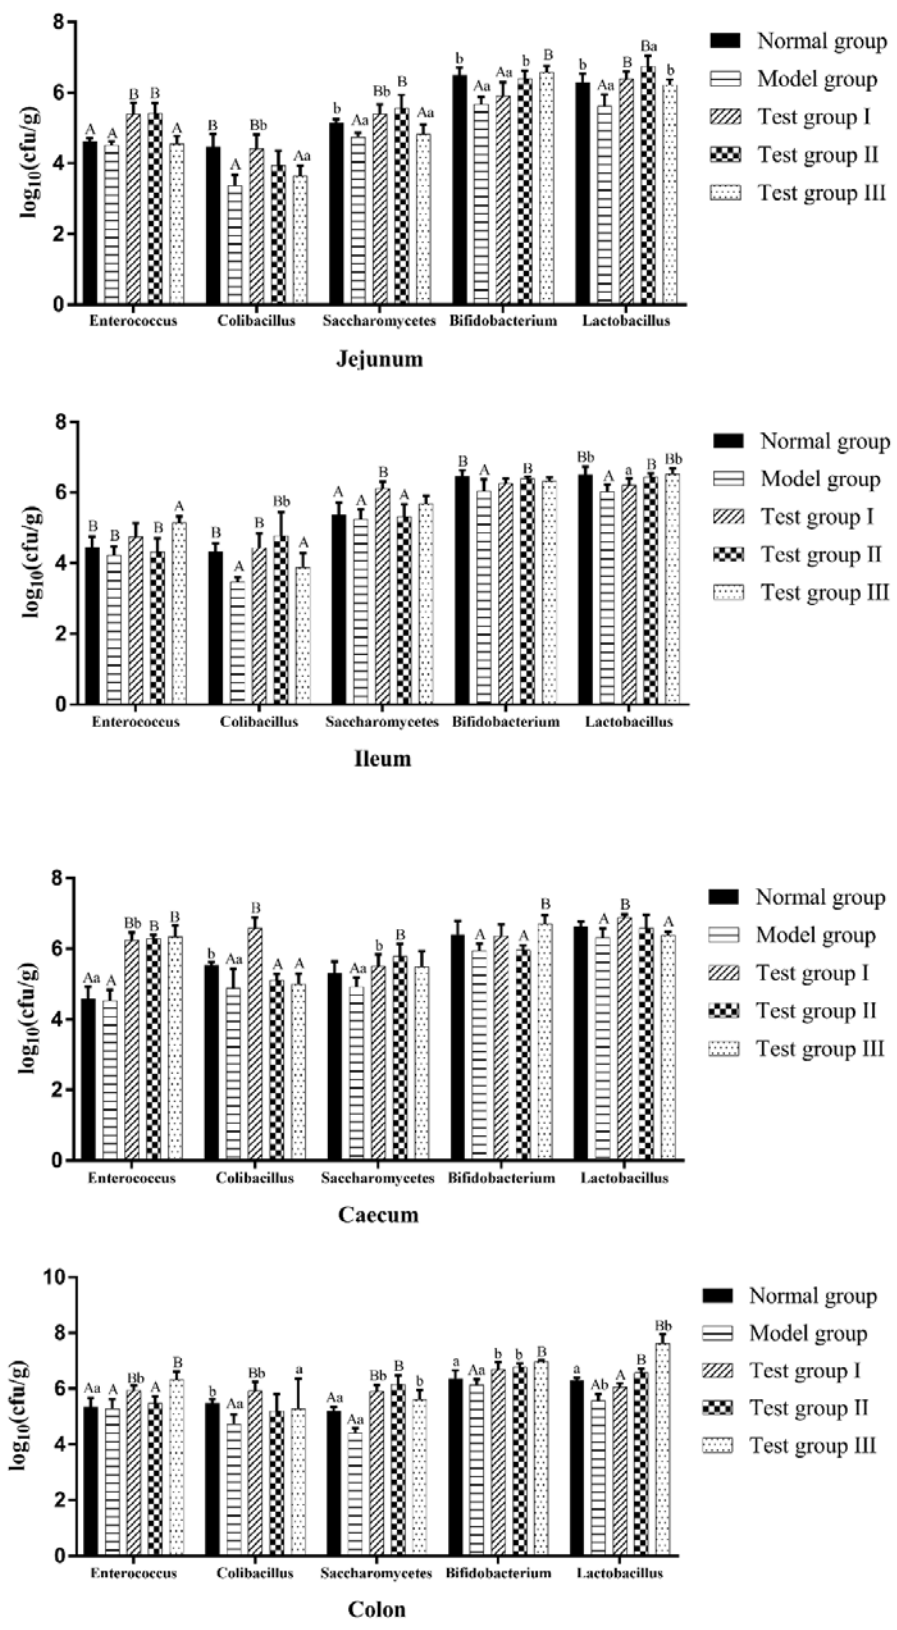 8
6
4
2
0
log10(cfu/g)
A A B B A
B A Bb Aa
b Aa Bb B Aa
b Aa Aa b B
b Aa B Ba b
Enterococcus Colibacillus Saccharomycetes Bifidobacterium Lactobacillus
Jejunum
Normal group
Model group
Test group I
Test group II
Test group III
8
6
4
2
0
log10(cfu/g)
B B B A
B A B Bb A
A A B A
B A B
Bb A a B Bb
Enterococcus Colibacillus Saccharomycetes Bifidobacterium Lactobacillus
Ileum
Normal group
Model group
Test group I
Test group II
Test group III
8
6
4
2
0
log10(cfu/g)
Aa A Bb B B
b Aa B A A
Aa b B
A A B
A B A
Enterococcus Colibacillus Saccharomycetes Bifidobacterium Lactobacillus
Caecum
Normal group
Model group
Test group I
Test group II
Test group III
10
8
6
4
2
0
log10(cfu/g)
Aa A Bb A B
b Aa Bb a
Aa Aa Bb B b
a Aa b b B
a Ab A B Bb
Enterococcus Colibacillus Saccharomycetes Bifidobacterium Lactobacillus
Colon
Normal group
Model group
Test group I
Test group II
Test group III